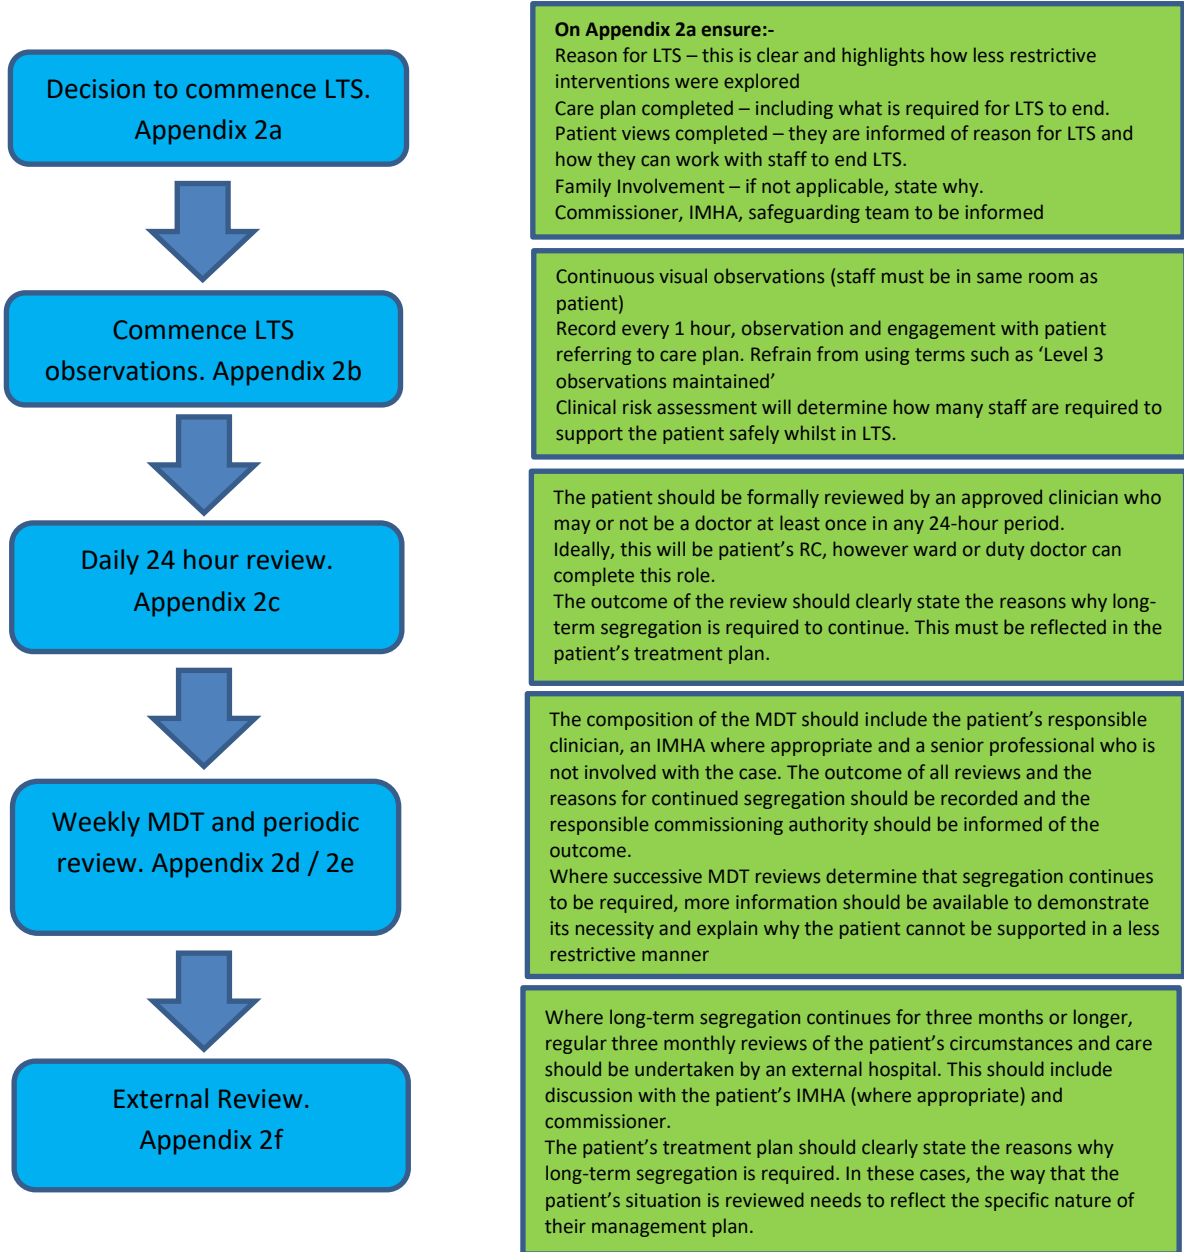 Decision to commence LTS.
Appendix 2a
On Appendix 2a ensure:-
Reason for LTS – this is clear and highlights how less restrictive
interventions were explored
Care plan completed – including what is required for LTS to end.
Patient views completed – they are informed of reason for LTS and
how they can work with staff to end LTS.
Family Involvement – if not applicable, state why.
Commissioner, IMHA, safeguarding team to be informed
Commence LTS
observations. Appendix 2b
Continuous visual observations (staff must be in same room as
patient)
Record every 1 hour, observation and engagement with patient
referring to care plan. Refrain from using terms such as ‘Level 3
observations maintained’
Clinical risk assessment will determine how many staff are required to
support the patient safely whilst in LTS.
Daily 24 hour review.
Appendix 2c
The patient should be formally reviewed by an approved clinician who
may or not be a doctor at least once in any 24-hour period.
Ideally, this will be patient’s RC, however ward or duty doctor can
complete this role.
The outcome of the review should clearly state the reasons why long-
term segregation is required to continue. This must be reflected in the
patient’s treatment plan.
Weekly MDT and periodic
review. Appendix 2d / 2e
The composition of the MDT should include the patient’s responsible
clinician, an IMHA where appropriate and a senior professional who is
not involved with the case. The outcome of all reviews and the
reasons for continued segregation should be recorded and the
responsible commissioning authority should be informed of the
outcome.
Where successive MDT reviews determine that segregation continues
to be required, more information should be available to demonstrate
its necessity and explain why the patient cannot be supported in a less
restrictive manner
External Review.
Appendix 2f
Where long-term segregation continues for three months or longer,
regular three monthly reviews of the patient’s circumstances and care
should be undertaken by an external hospital. This should include
discussion with the patient’s IMHA (where appropriate) and
commissioner.
The patient’s treatment plan should clearly state the reasons why
long-term segregation is required. In these cases, the way that the
patient’s situation is reviewed needs to reflect the specific nature of
their management plan.